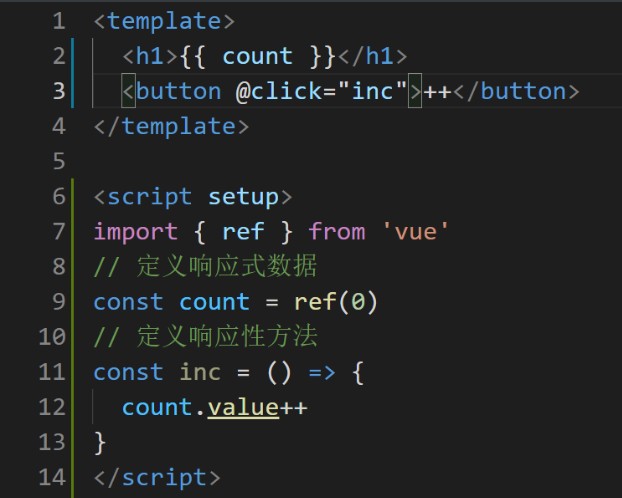 1 <template>
2   <h1>{{ count }}</h1>
3   <button @click="inc">++</button>
4 </template>
5
6 <script setup>
7 import { ref } from 'vue'
8 // 定义响应式数据
9 const count = ref(0)
10 // 定义响应性方法
11 const inc = () => {
12   count.value++
13 }
14 </script>